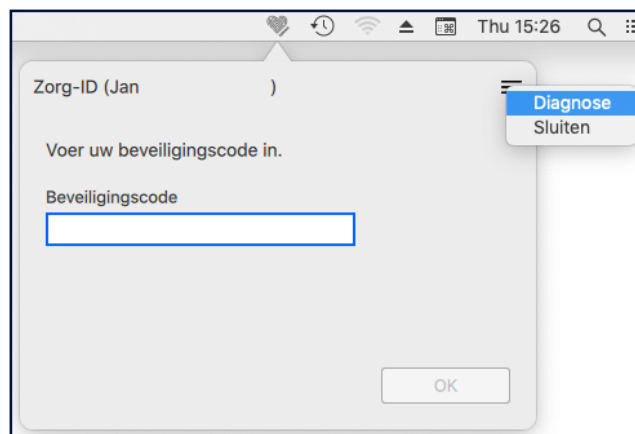 Thu 15:26
Zorg-ID (Jan )
Diagnose
Sluiten
Voer uw beveiligingscode in.
Beveiligingscode
OK